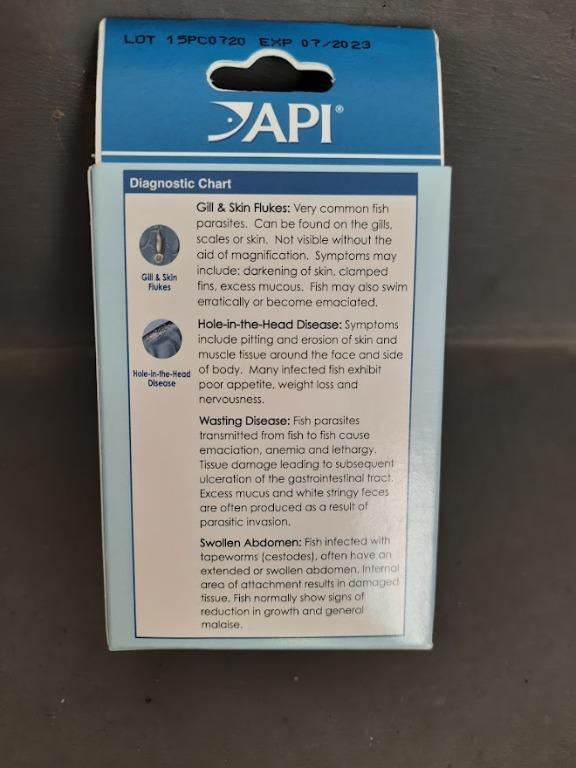 LOT 15PC0720 EXP 07/2023
API®
Diagnostic Chart
Gill & Skin Flukes: Very common fish
parasites. Can be found on the gills,
scales or skin. Not visible without the
aid of magnification. Symptoms may
include: darkening of skin, clamped
fins, excess mucous. Fish may also swim
erratically or become emaciated.
Gill & Skin
Flukes
Hole-in-the-Head Disease: Symptoms
include pitting and erosion of skin and
muscle tissue around the face and side
of body. Many infected fish exhibit
poor appetite, weight loss and
nervousness.
Hole-in-the-Head
Disease
Wasting Disease: Fish parasites
transmitted from fish to fish cause
emaciation, anemia and lethargy.
Tissue damage leading to subsequent
ulceration of the gastrointestinal tract.
Excess mucus and white stringy feces
are often produced as a result of
parasitic invasion.
Swollen Abdomen: Fish infected with
tapeworms (cestodes), often have an
extended or swollen abdomen. Internal
area of attachment results in damaged
tissue. Fish normally show signs of
reduction in growth and general
malaise.